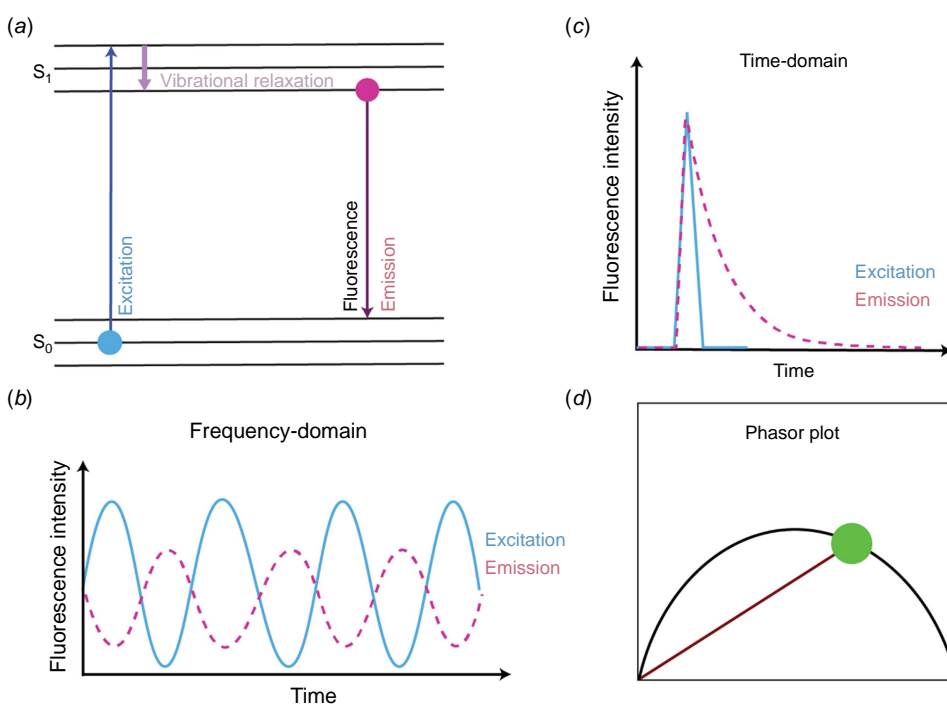 (a)
S1
Vibrational relaxation
Excitation
Fluorescence
Emission
S0
(b)
Frequency-domain
Fluorescence intensity
Excitation
Emission
Time
(c)
Time-domain
Fluorescence intensity
Excitation
Emission
Time
(d)
Phasor plot